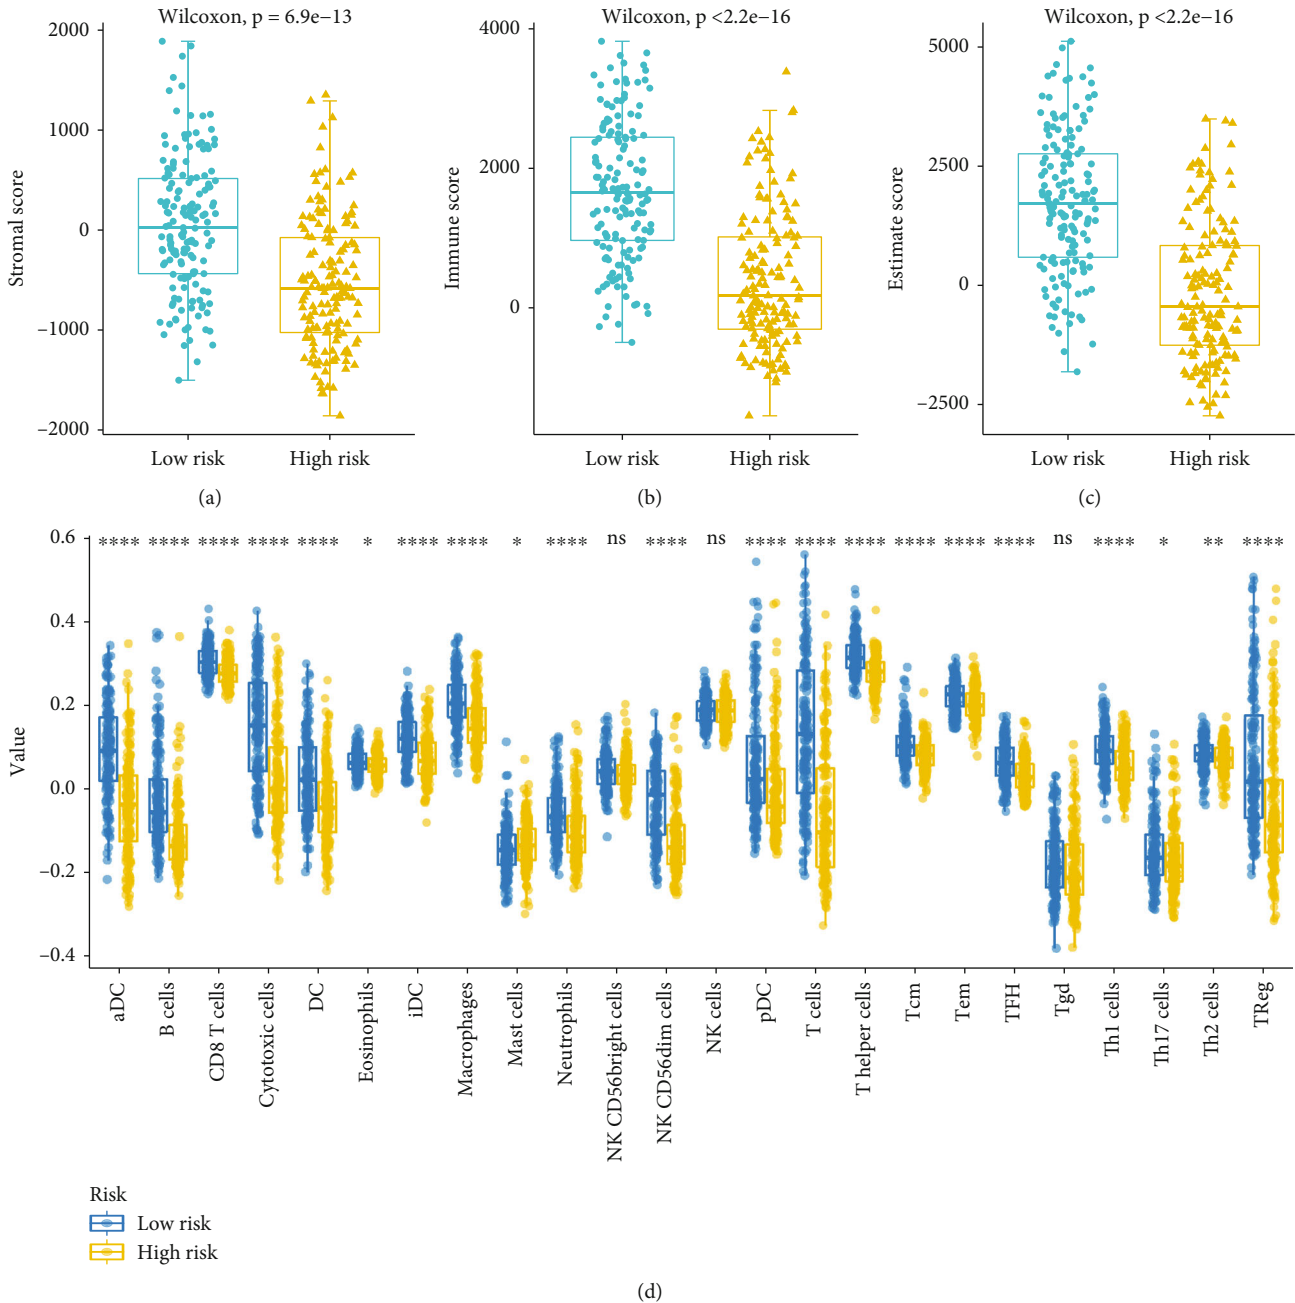 Wilcoxon, p = 6.9e−13
Stromal score
2000
1000
0
−1000
−2000
Low risk
High risk
(a)
Wilcoxon, p <2.2e−16
Immune score
4000
2000
0
Low risk
High risk
(b)
Wilcoxon, p <2.2e−16
Estimate score
5000
2500
0
−2500
Low risk
High risk
(c)
Value
0.6
0.4
0.2
0.0
−0.2
−0.4
**** **** **** **** **** * **** **** * **** ns **** ns **** **** **** **** **** **** ns **** * ** ****
aDC
B cells
CD8 T cells
Cytotoxic cells
DC
Eosinophils
iDC
Macrophages
Mast cells
Neutrophils
NK CD56bright cells
NK CD56dim cells
NK cells
pDC
T cells
T helper cells
Tcm
Tem
TFH
Tgd
Th1 cells
Th17 cells
Th2 cells
TReg
Risk
Low risk
High risk
(d)